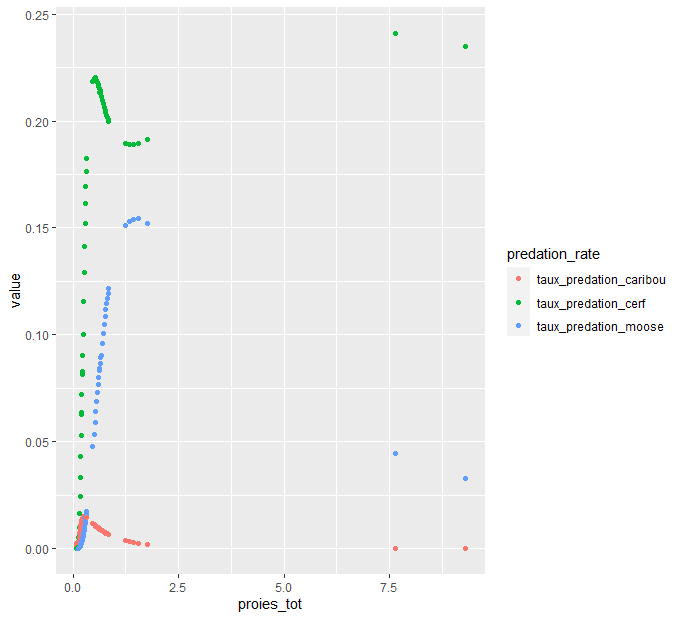 0.25
0.20
0.15
0.10
0.05
0.00
value
0.0
2.5
5.0
7.5
proies_tot
predation_rate
taux_predation_caribou
taux_predation_cerf
taux_predation_moose